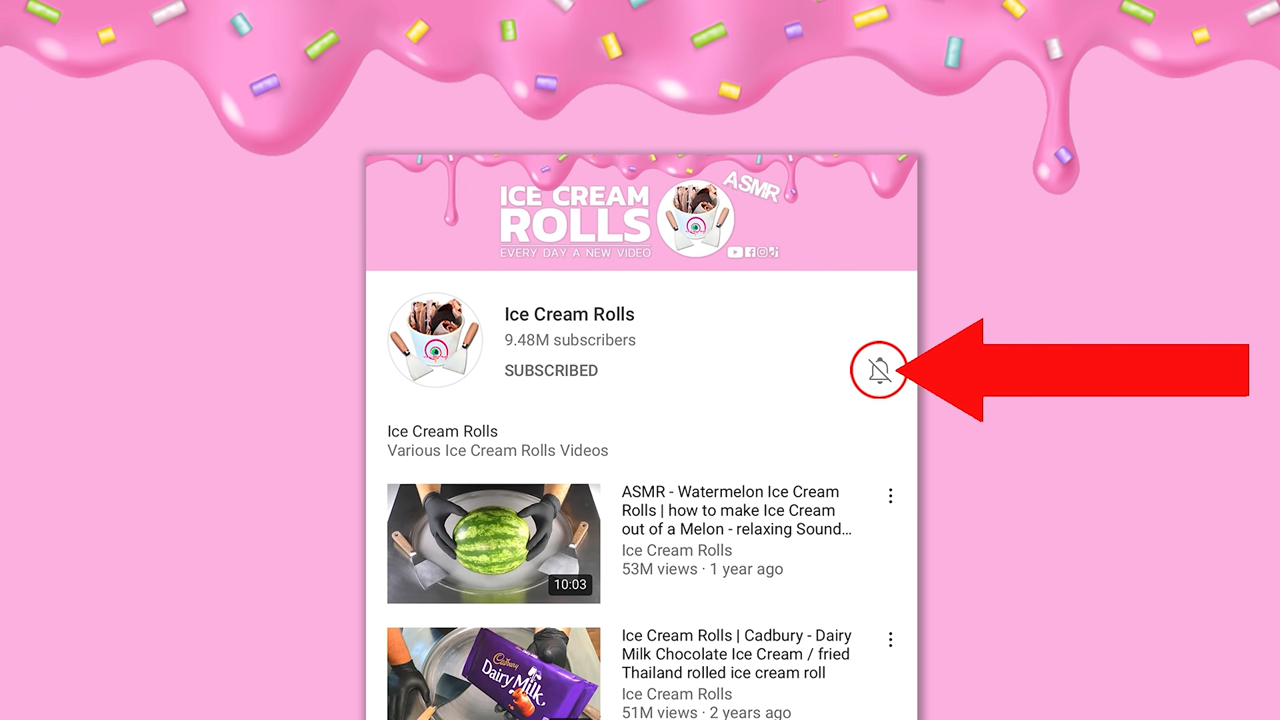 ICE CREAM
ROLLS
EVERY DAY A NEW VIDEO
ASMR
Ice Cream Rolls
9.48M subscribers
SUBSCRIBED
Ice Cream Rolls
Various Ice Cream Rolls Videos
10:03
ASMR - Watermelon Ice Cream
Rolls | how to make Ice Cream
out of a Melon - relaxing Sound...
Ice Cream Rolls
53M views · 1 year ago
Cadbury
Dairy Milk
Ice Cream Rolls | Cadbury - Dairy
Milk Chocolate Ice Cream / fried
Thailand rolled ice cream roll
Ice Cream Rolls
51M views · 2 years ago